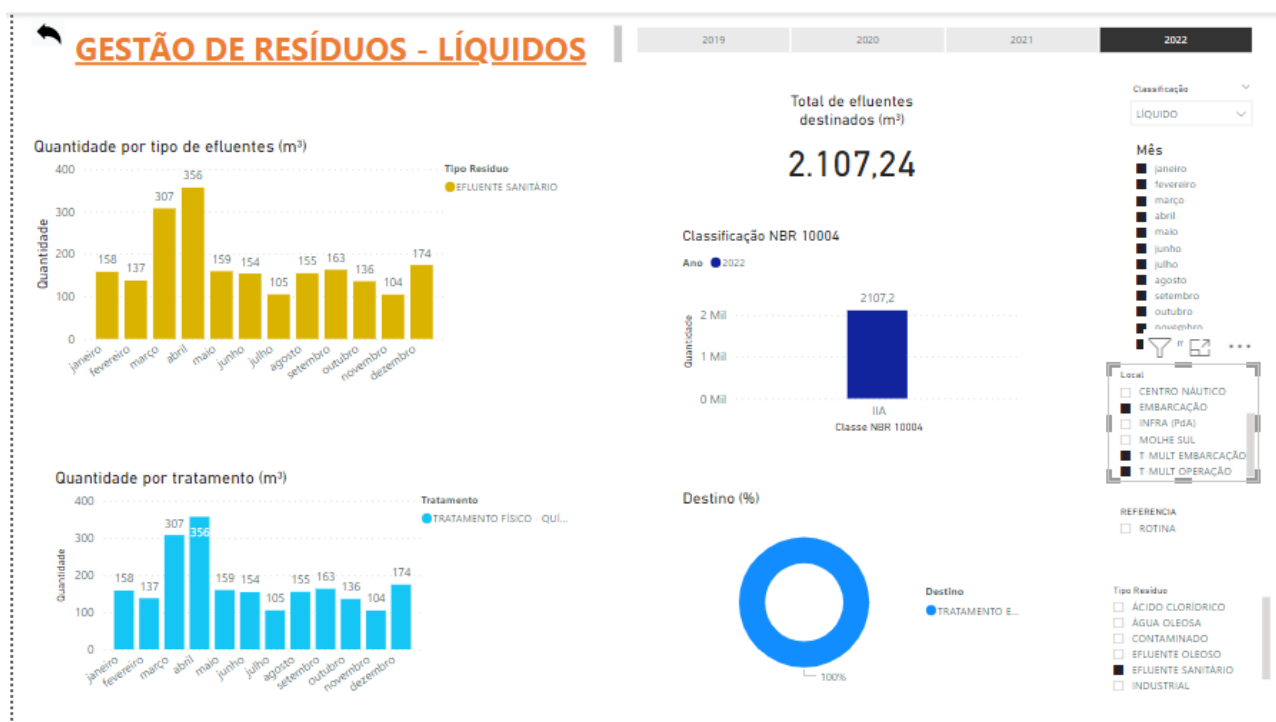 GESTÃO DE RESÍDUOS - LÍQUIDOS
2019
2020
2021
2022
Quantidade por tipo de efluentes (m³)
Quantidade
400
300
200
100
0
158
137
307
356
159
154
105
155
163
136
104
174
janeiro
fevereiro
março
abril
maio
junho
julho
agosto
setembro
outubro
novembro
dezembro
Tipo Resíduo
EFLUENTE SANITÁRIO
Quantidade por tratamento (m³)
Quantidade
400
300
200
100
0
158
137
307
356
159
154
105
155
163
136
104
174
janeiro
fevereiro
março
abril
maio
junho
julho
agosto
setembro
outubro
novembro
dezembro
Tratamento
TRATAMENTO FÍSICO - QUÍ...
Total de efluentes
destinados (m³)
2.107,24
Classificação NBR 10004
Ano
2022
Quantidade
2 Mil
1 Mil
0 Mil
2107,2
IIA
Classe NBR 10004
Destino (%)
100%
Destino
TRATAMENTO E...
Classificação
LÍQUIDO
Mês
janeiro
fevereiro
março
abril
maio
junho
julho
agosto
setembro
outubro
novembro
Local
CENTRO NÁUTICO
EMBARCAÇÃO
INFRA (PdA)
MOLHE SUL
T-MULT EMBARCAÇÃO
T-MULT OPERAÇÃO
REFERENCIA
ROTINA
Tipo Resíduo
ÁCIDO CLORÍDRICO
ÁGUA OLEOSA
CONTAMINADO
EFLUENTE OLEOSO
EFLUENTE SANITÁRIO
INDUSTRIAL